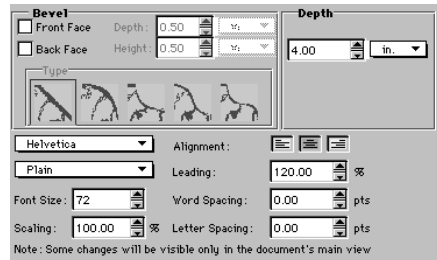 Bevel
Front Face Depth: 0.50
Back Face Height: 0.50
Type
Depth
4.00 in.
Helvetica Alignment:
Plain Leading: 120.00 %
Font Size: 72 Word Spacing: 0.00 pts
Scaling: 100.00 % Letter Spacing: 0.00 pts
Note: Some changes will be visible only in the document's main view